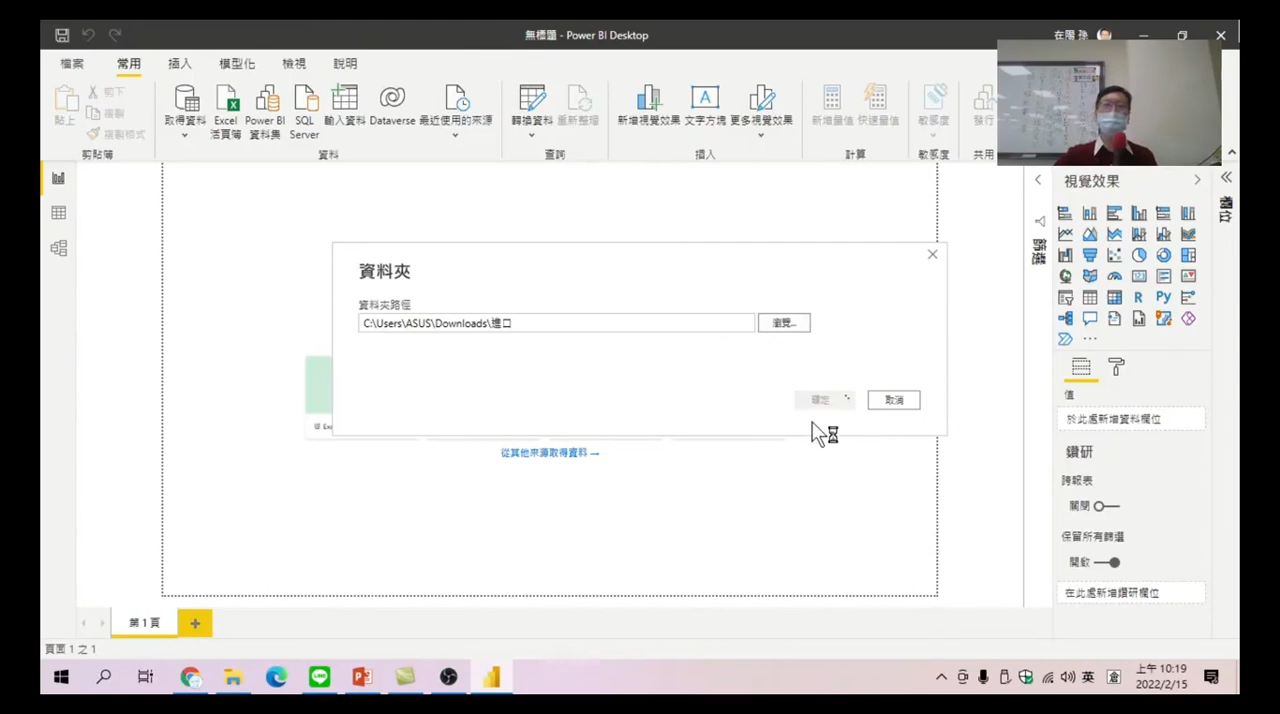 無標題 - Power BI Desktop
在陽 孫
檔案 常用 插入 模型化 檢視 說明
貼上
剪下
複製
複製格式
剪貼簿
取得資料
Excel 活頁簿
Power BI 資料集
SQL Server
輸入資料
Dataverse
最近使用的來源
資料
轉換資料
重新整理
查詢
新增視覺效果
文字方塊
更多視覺效果
插入
新增量值
快速量值
計算
敏感度
敏感度
發行
共用
篩選
視覺效果
欄位
R
Py
資料夾
資料夾路徑
C:\Users\ASUS\Downloads\進口
瀏覽...
確定
取消
從其他來源取得資料 →
值
於此處新增資料欄位
鑽研
跨報表
關閉
保留所有篩選
開啟
在此處新增鑽研欄位
第 1 頁
頁面 1 之 1
英
上午 10:19
2022/2/15